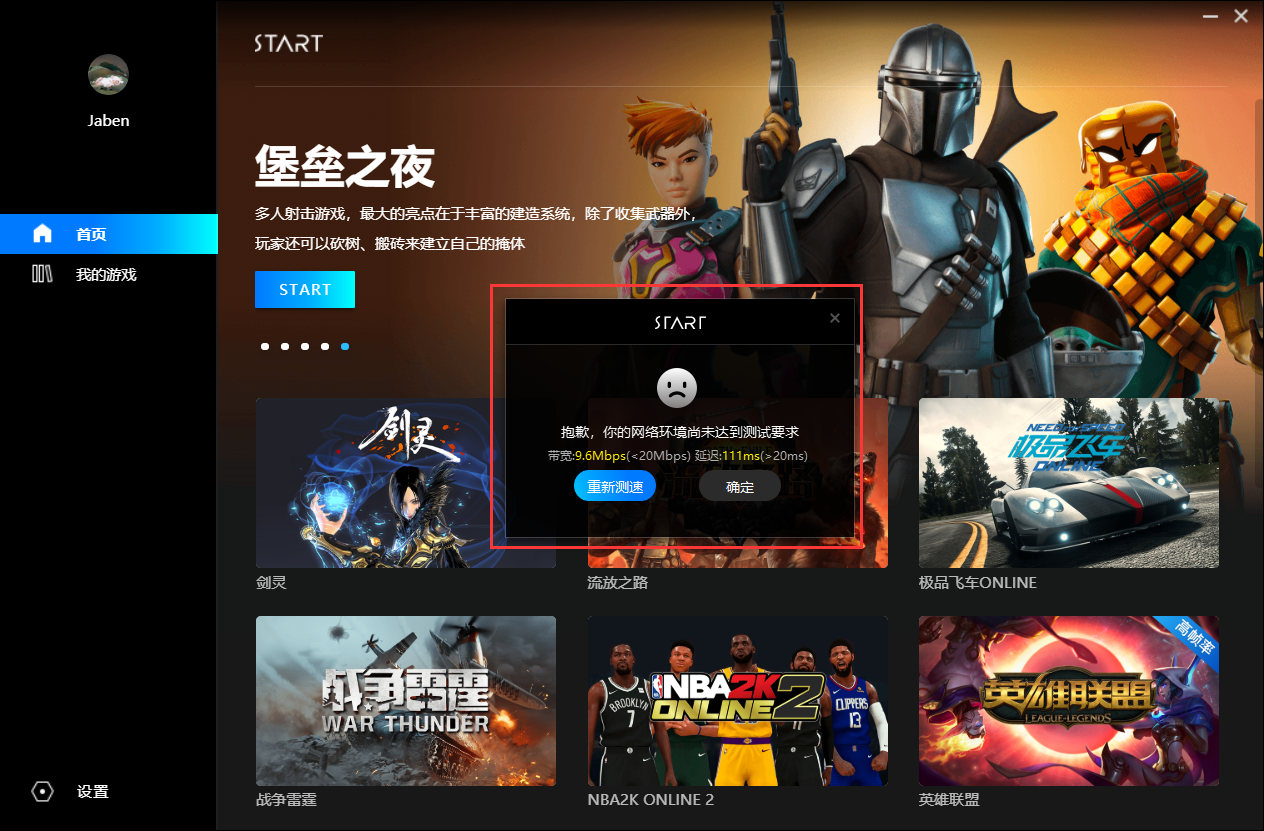 START
Jaben
首页
我的游戏
堡垒之夜
多人射击游戏，最大的亮点在于丰富的建造系统，除了收集武器外，
玩家还可以砍树、搬砖来建立自己的掩体
START
START
抱歉，你的网络环境尚未达到测试要求
带宽:9.6Mbps(<20Mbps) 延迟:111ms(>20ms)
重新测速
确定
剑灵
NEED FOR SPEED
极品飞车
ONLINE
剑灵
流放之路
极品飞车ONLINE
战争雷霆
WAR THUNDER
BROOKLYN
7
NBA2K
ONLINE 2
CLIPPERS
13
高帧率
英雄联盟
LEAGUE·LEGENDS
战争雷霆
NBA2K ONLINE 2
英雄联盟
设置